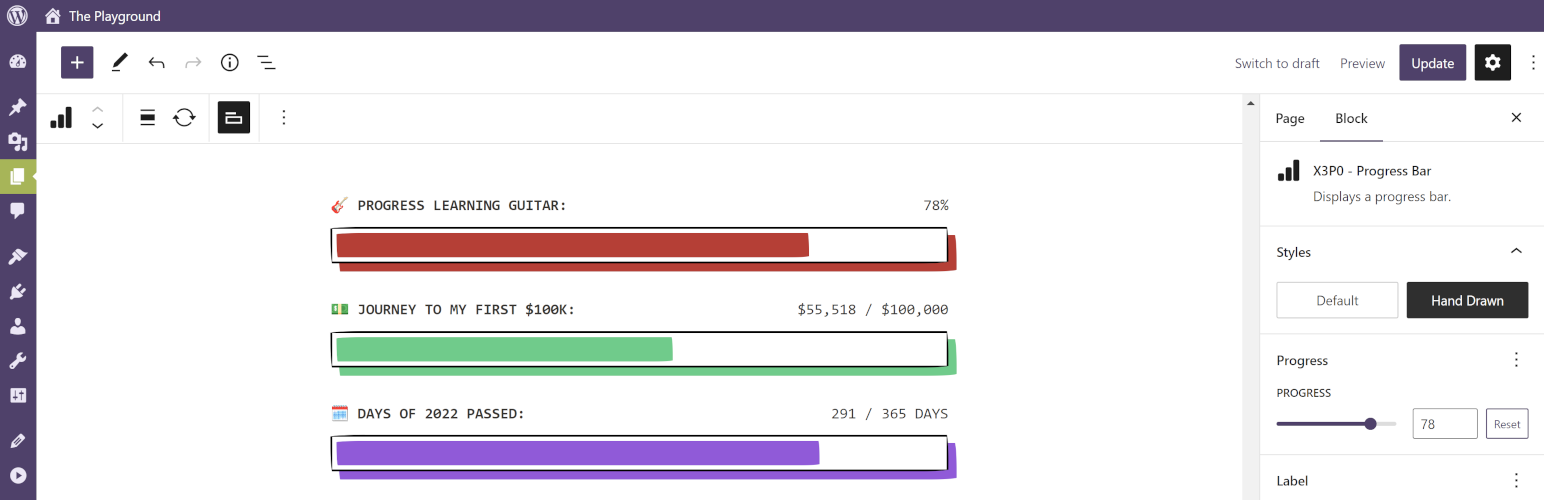 The Playground
Switch to draft Preview Update
Page Block
X3P0 - Progress Bar
Displays a progress bar.
🎸 PROGRESS LEARNING GUITAR: 78%
💵 JOURNEY TO MY FIRST $100K: $55,518 / $100,000
🗓️ DAYS OF 2022 PASSED: 291 / 365 DAYS
Styles
Default Hand Drawn
Progress
PROGRESS
78 Reset
Label